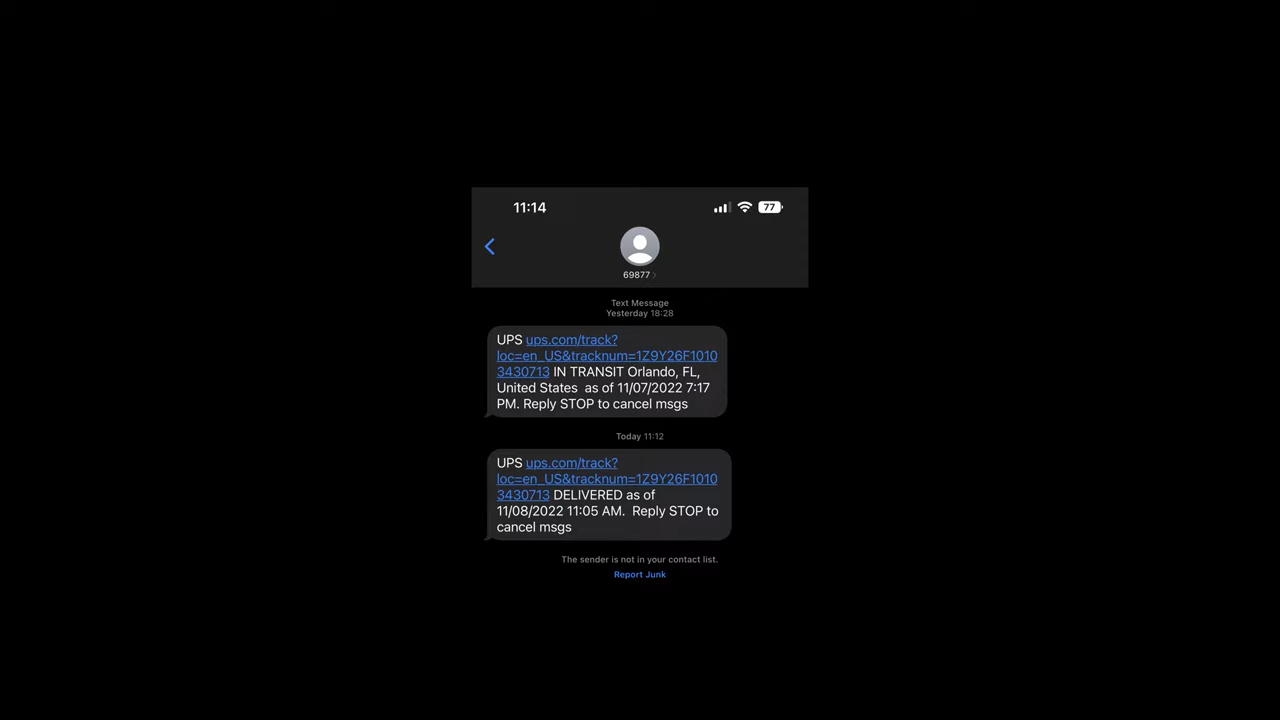 11:14
77
69877
Text Message
Yesterday 18:28
UPS ups.com/track?
loc=en_US&tracknum=1Z9Y26F1010
3430713 IN TRANSIT Orlando, FL,
United States  as of 11/07/2022 7:17
PM. Reply STOP to cancel msgs
Today 11:12
UPS ups.com/track?
loc=en_US&tracknum=1Z9Y26F1010
3430713 DELIVERED as of
11/08/2022 11:05 AM.  Reply STOP to
cancel msgs
The sender is not in your contact list.
Report Junk